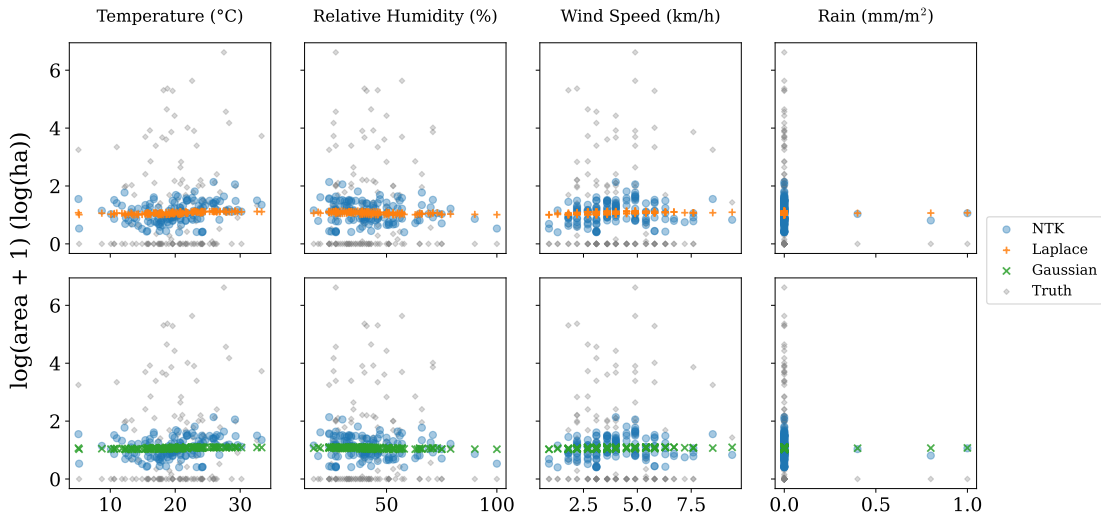 Temperature (°C)
Relative Humidity (%)
Wind Speed (km/h)
Rain (mm/m²)
log(area + 1) (log(ha))
6
4
2
0
6
4
2
0
10
20
30
50
100
2.5
5.0
7.5
0.0
0.5
1.0
NTK
Laplace
Gaussian
Truth